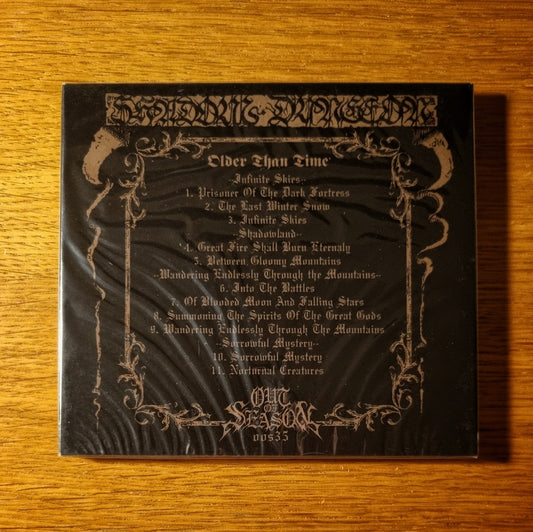 SHADOW DUNGEON
Older Than Time
~Infinite Skies~
1. Prisoner Of The Dark Fortress
2. The Last Winter Snow
3. Infinite Skies
~Shadowland~
4. Great Fire Shall Burn Eternaly
5. Between Gloomy Mountains
~Wandering Endlessly Through the Mountains~
6. Into The Battles
7. Of Blooded Moon And Falling Stars
8. Summoning The Spirits Of The Great Gods
9. Wandering Endlessly Through The Mountains
~Sorrowful Mystery~
10. Sorrowful Mystery
11. Norturnal Creatures
OUT
OF
SEASON
oos35